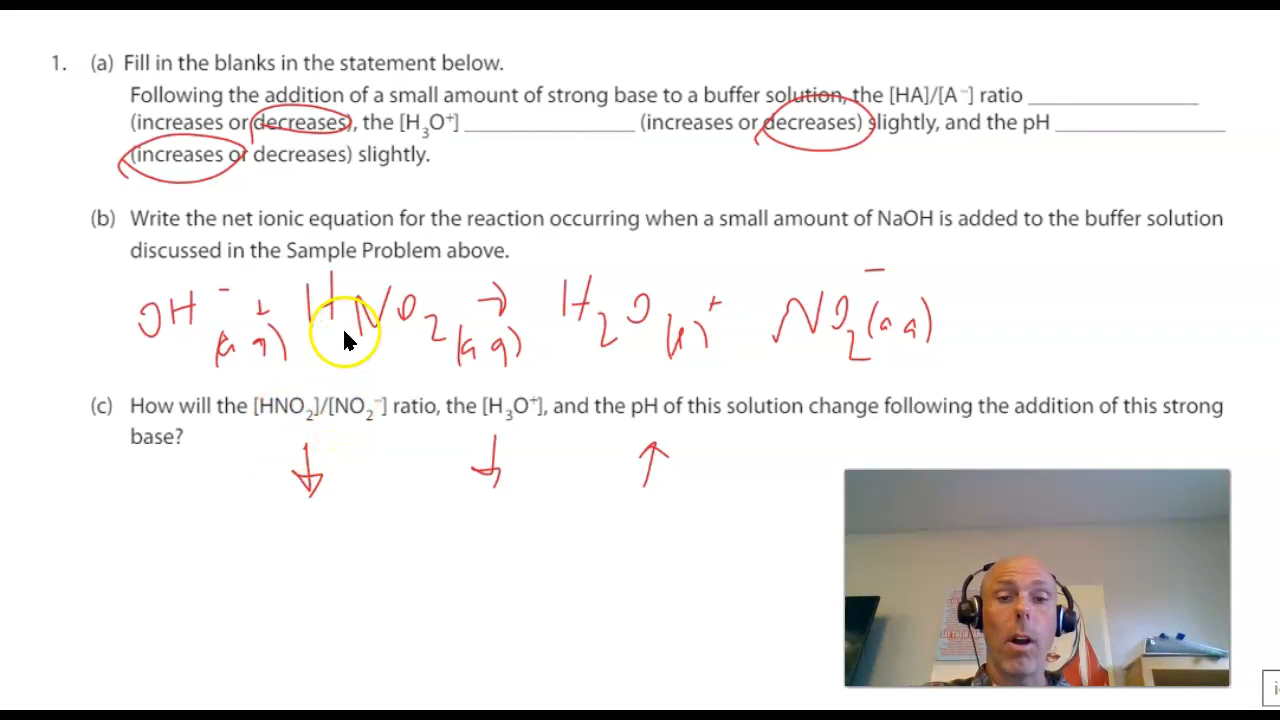 1. (a) Fill in the blanks in the statement below.
Following the addition of a small amount of strong base to a buffer solution, the [HA]/[A⁻] ratio ____________
(increases or decreases), the [H₃O⁺] ____________ (increases or decreases) slightly, and the pH ____________
(increases or decreases) slightly.
(b) Write the net ionic equation for the reaction occurring when a small amount of NaOH is added to the buffer solution
discussed in the Sample Problem above.
OH⁻(aq) + HNO₂(aq) → H₂O(l) + NO₂⁻(aq)
(c) How will the [HNO₂]/[NO₂⁻] ratio, the [H₃O⁺], and the pH of this solution change following the addition of this strong
base?
↓ ↓ ↑